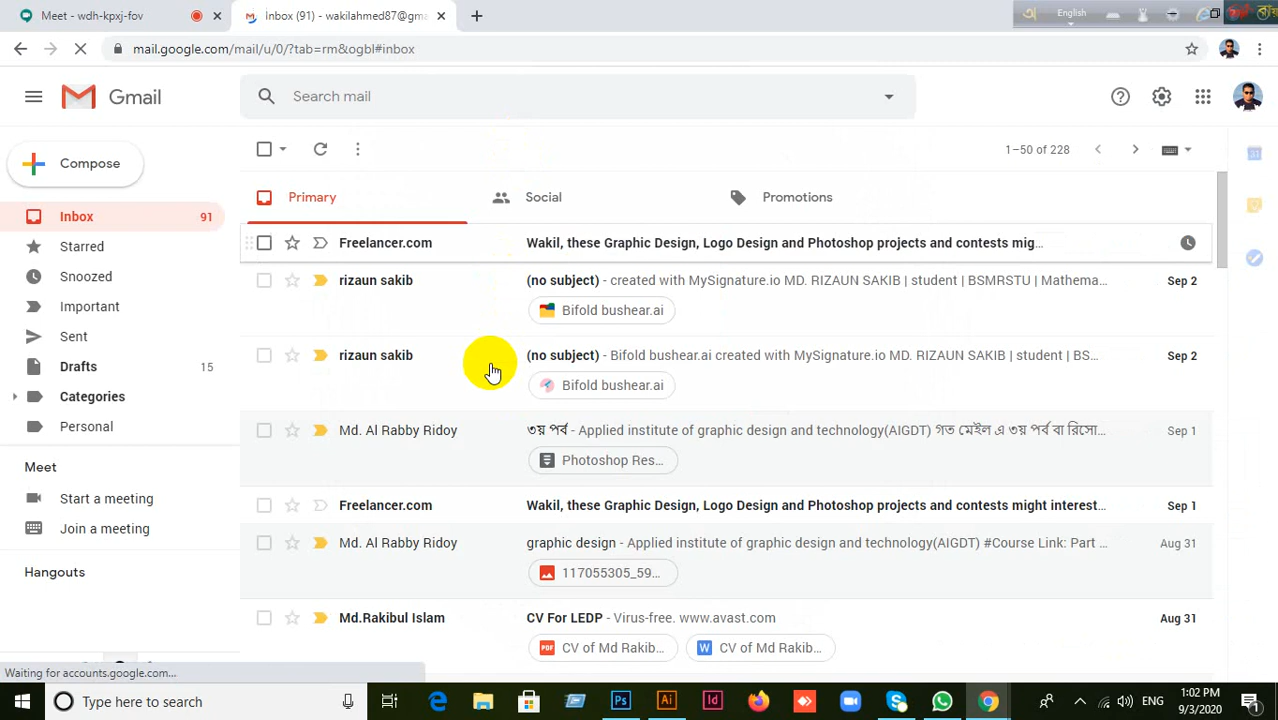 Meet - wdh-kpxj-fov
Inbox (91) - wakilahmed87@gma
English
mail.google.com/mail/u/0/?tab=rm&ogbl#inbox
Gmail
Search mail
Compose
1–50 of 228
Primary
Social
Promotions
Inbox 91
Starred
Snoozed
Important
Sent
Drafts 15
Categories
Personal
Meet
Start a meeting
Join a meeting
Hangouts
Freelancer.com Wakil, these Graphic Design, Logo Design and Photoshop projects and contests mig...
rizaun sakib (no subject) - created with MySignature.io MD. RIZAUN SAKIB | student | BSMRSTU | Mathema... Sep 2
Bifold bushear.ai
rizaun sakib (no subject) - Bifold bushear.ai created with MySignature.io MD. RIZAUN SAKIB | student | BS... Sep 2
Bifold bushear.ai
Md. Al Rabby Ridoy ৩য় পর্ব - Applied institute of graphic design and technology(AIGDT) গত মেইল এ ৩য় পর্ব বা রিসো... Sep 1
Photoshop Res...
Freelancer.com Wakil, these Graphic Design, Logo Design and Photoshop projects and contests might interest... Sep 1
Md. Al Rabby Ridoy graphic design - Applied institute of graphic design and technology(AIGDT) #Course Link: Part ... Aug 31
117055305_59...
Md.Rakibul Islam CV For LEDP - Virus-free. www.avast.com Aug 31
PDF CV of Md Rakib... W CV of Md Rakib...
Waiting for accounts.google.com...
Type here to search
Ps
Ai
Id
ENG
1:02 PM
9/3/2020